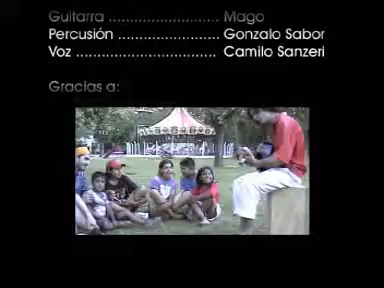 Guitarra .......................... Mago
Percusión ........................ Gonzalo Sabor
Voz ................................. Camilo Sanzeri
Gracias a: